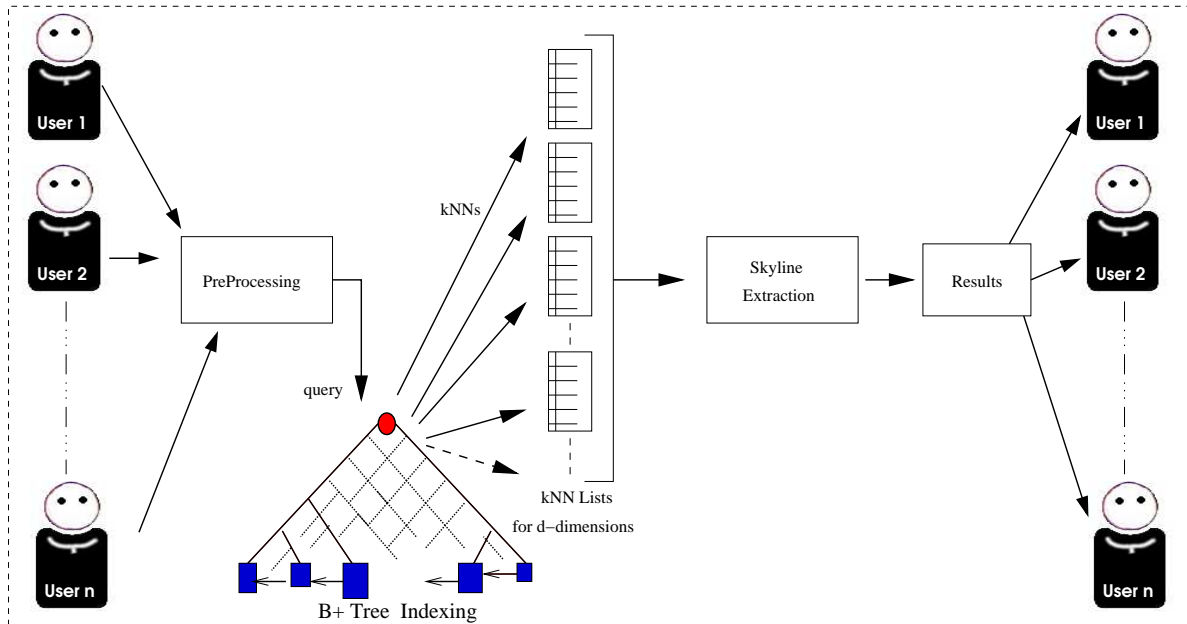 User 1
User 2
User n
PreProcessing
query
kNNs
B+ Tree Indexing
kNN Lists
for d−dimensions
Skyline
Extraction
Results
User 1
User 2
User n